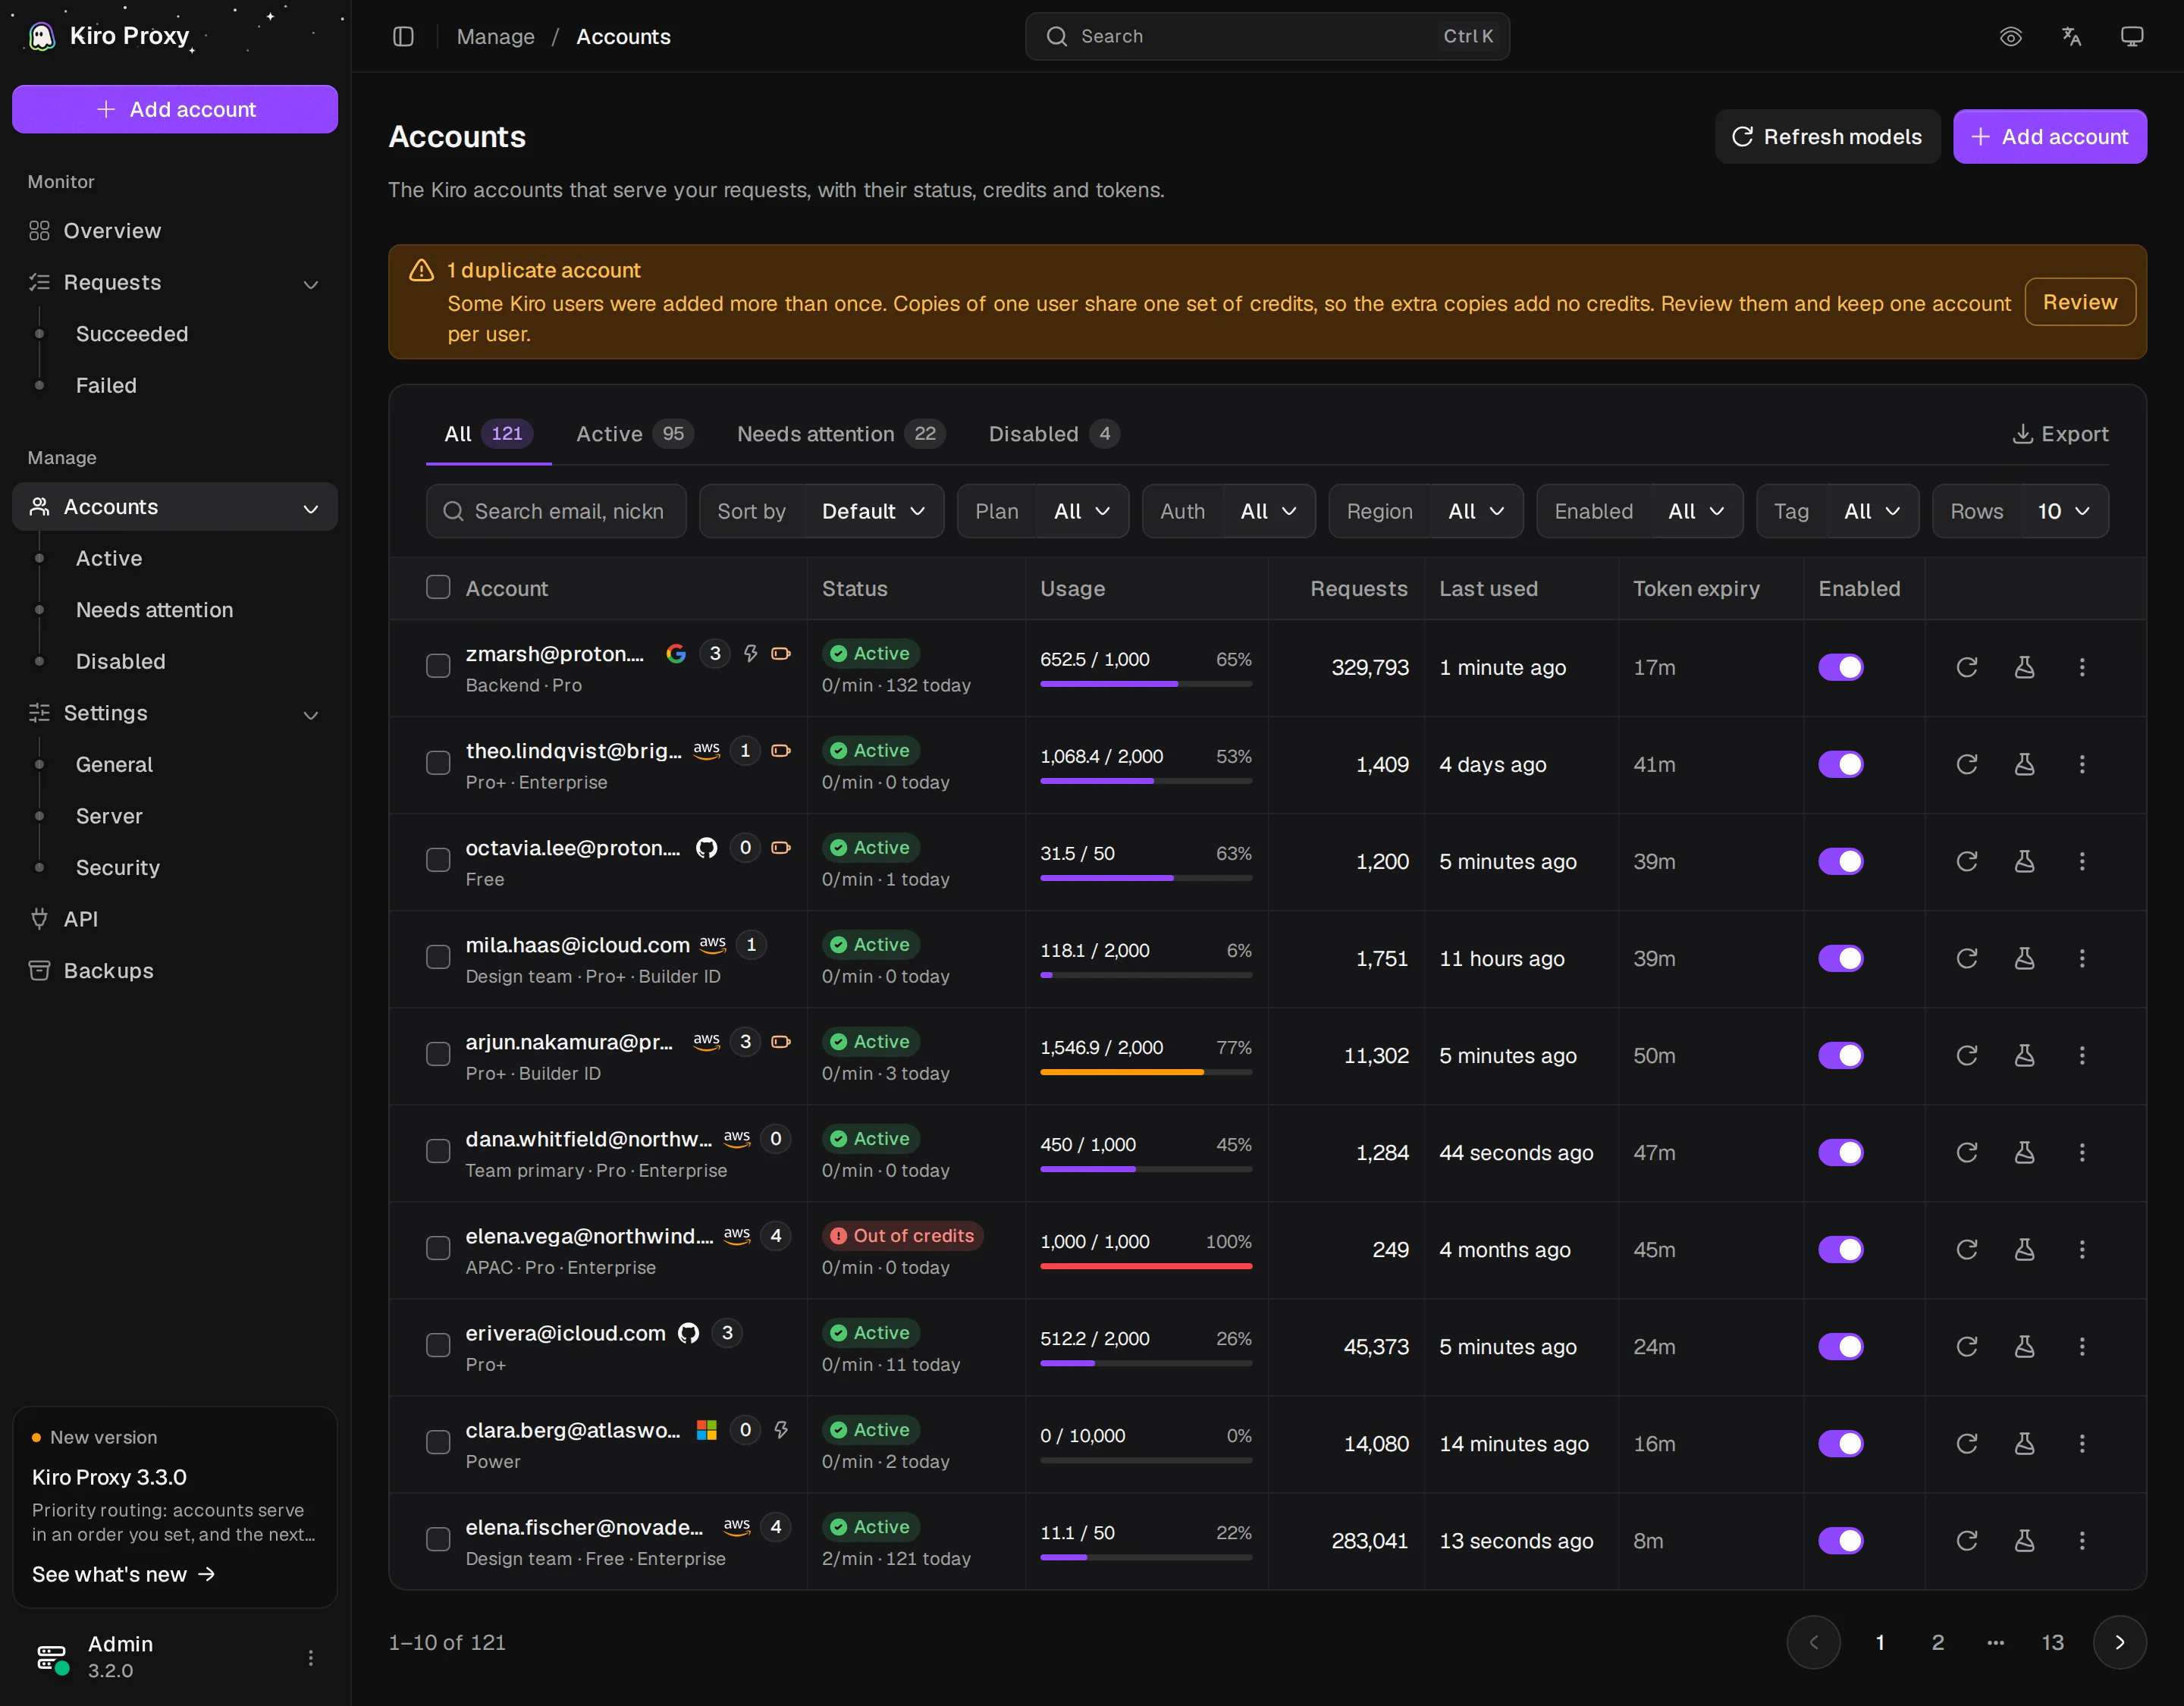 Kiro Proxy
Manage / Accounts
Search
Ctrl K
Add account
Monitor
Overview
Requests
Succeeded
Failed
Manage
Accounts
Active
Needs attention
Disabled
Settings
General
Server
Security
API
Backups
New version
Kiro Proxy 3.3.0
Priority routing: accounts serve
in an order you set, and the next...
See what's new
Admin
3.2.0
Accounts
Refresh models
Add account
The Kiro accounts that serve your requests, with their status, credits and tokens.
1 duplicate account
Some Kiro users were added more than once. Copies of one user share one set of credits, so the extra copies add no credits. Review them and keep one account
per user.
Review
All 121 Active 95 Needs attention 22 Disabled 4
Export
Search email, nickn
Sort by Default Plan All Auth All Region All Enabled All Tag All Rows 10
Account Status Usage Requests Last used Token expiry Enabled
zmarsh@proton.... 3 Active 652.5 / 1,000 65% 329,793 1 minute ago 17m
Backend · Pro 0/min · 132 today
theo.lindqvist@brig... aws 1 Active 1,068.4 / 2,000 53% 1,409 4 days ago 41m
Pro+ · Enterprise 0/min · 0 today
octavia.lee@proton.... 0 Active 31.5 / 50 63% 1,200 5 minutes ago 39m
Free 0/min · 1 today
mila.haas@icloud.com aws 1 Active 118.1 / 2,000 6% 1,751 11 hours ago 39m
Design team · Pro+ · Builder ID 0/min · 0 today
arjun.nakamura@pr... aws 3 Active 1,546.9 / 2,000 77% 11,302 5 minutes ago 50m
Pro+ · Builder ID 0/min · 3 today
dana.whitfield@northw... aws 0 Active 450 / 1,000 45% 1,284 44 seconds ago 47m
Team primary · Pro · Enterprise 0/min · 0 today
elena.vega@northwind.... aws 4 Out of credits 1,000 / 1,000 100% 249 4 months ago 45m
APAC · Pro · Enterprise 0/min · 0 today
erivera@icloud.com 3 Active 512.2 / 2,000 26% 45,373 5 minutes ago 24m
Pro+ 0/min · 11 today
clara.berg@atlaswo... 0 Active 0 / 10,000 0% 14,080 14 minutes ago 16m
Power 0/min · 2 today
elena.fischer@novade... aws 4 Active 11.1 / 50 22% 283,041 13 seconds ago 8m
Design team · Free · Enterprise 2/min · 121 today
1–10 of 121
1 2 ... 13